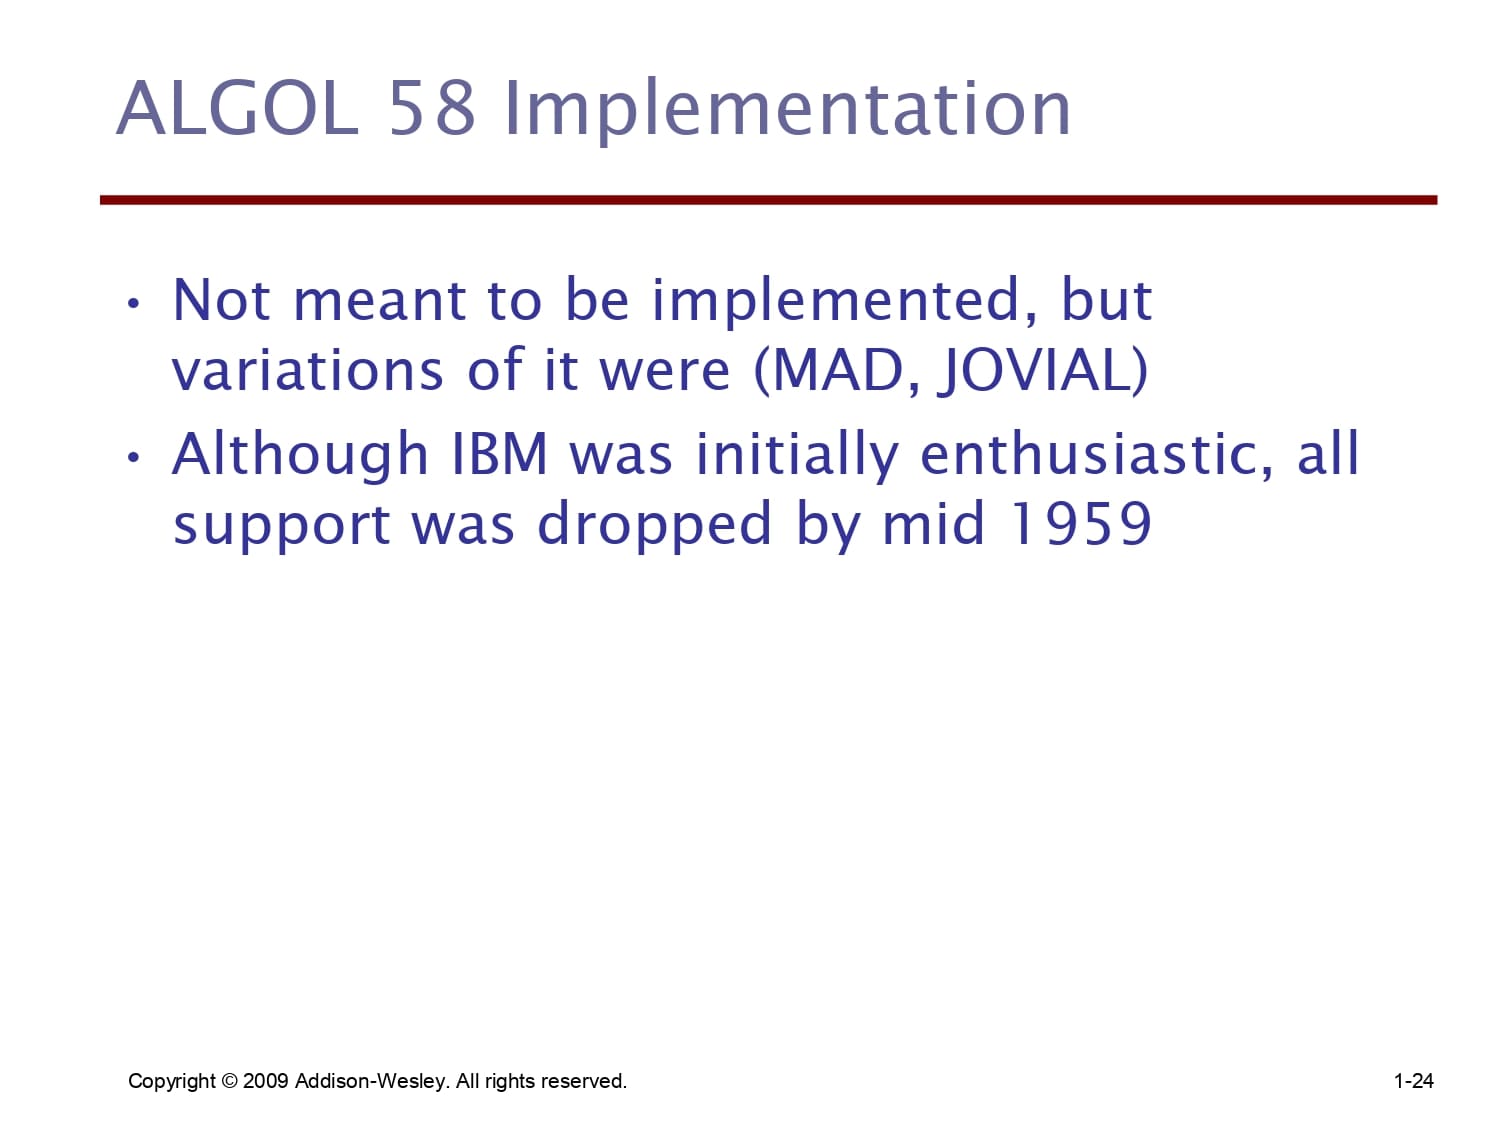 ALGOL 58 Implementation
• Not meant to be implemented, but
variations of it were (MAD, JOVIAL)
• Although IBM was initially enthusiastic, all
support was dropped by mid 1959
Copyright © 2009 Addison-Wesley. All rights reserved.
1-24